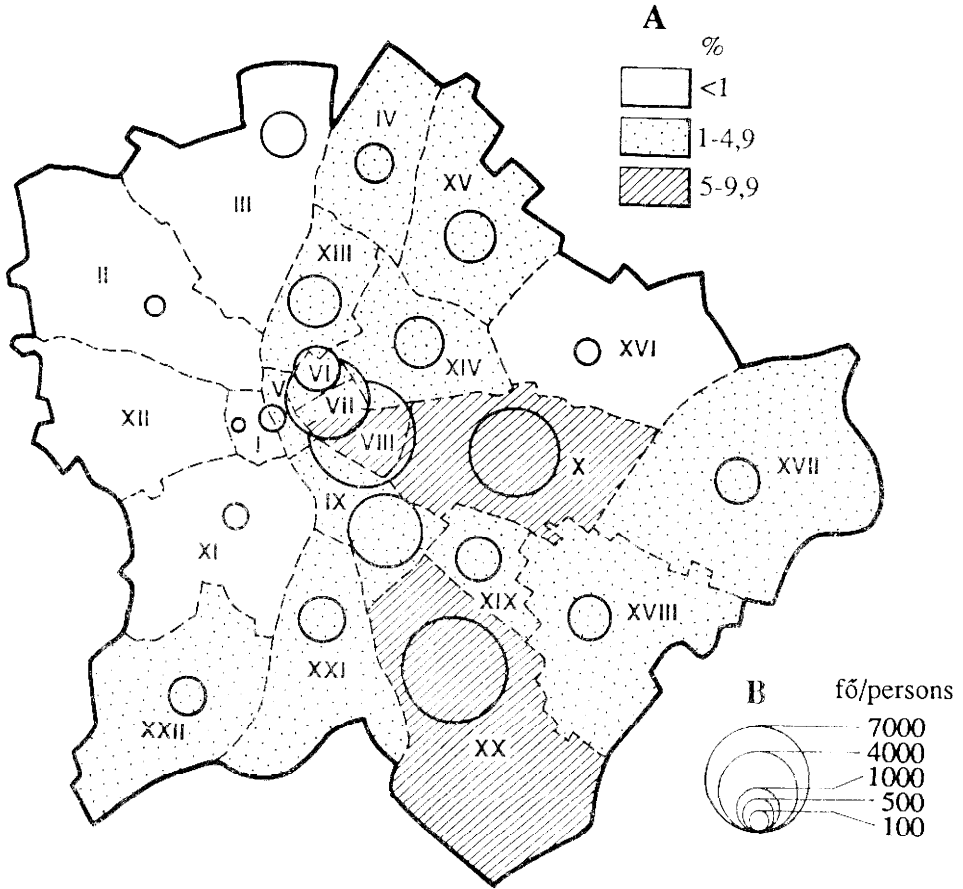 A
%
<1
1-4,9
5-9,9
IV
III
XV
XIII
II
XVI
XIV
VI
V
VII
XII
VIII
I
X
XVII
IX
XI
XIX
XVIII
XXI
XXII
XX
B fő/persons
7000
4000
1000
500
100